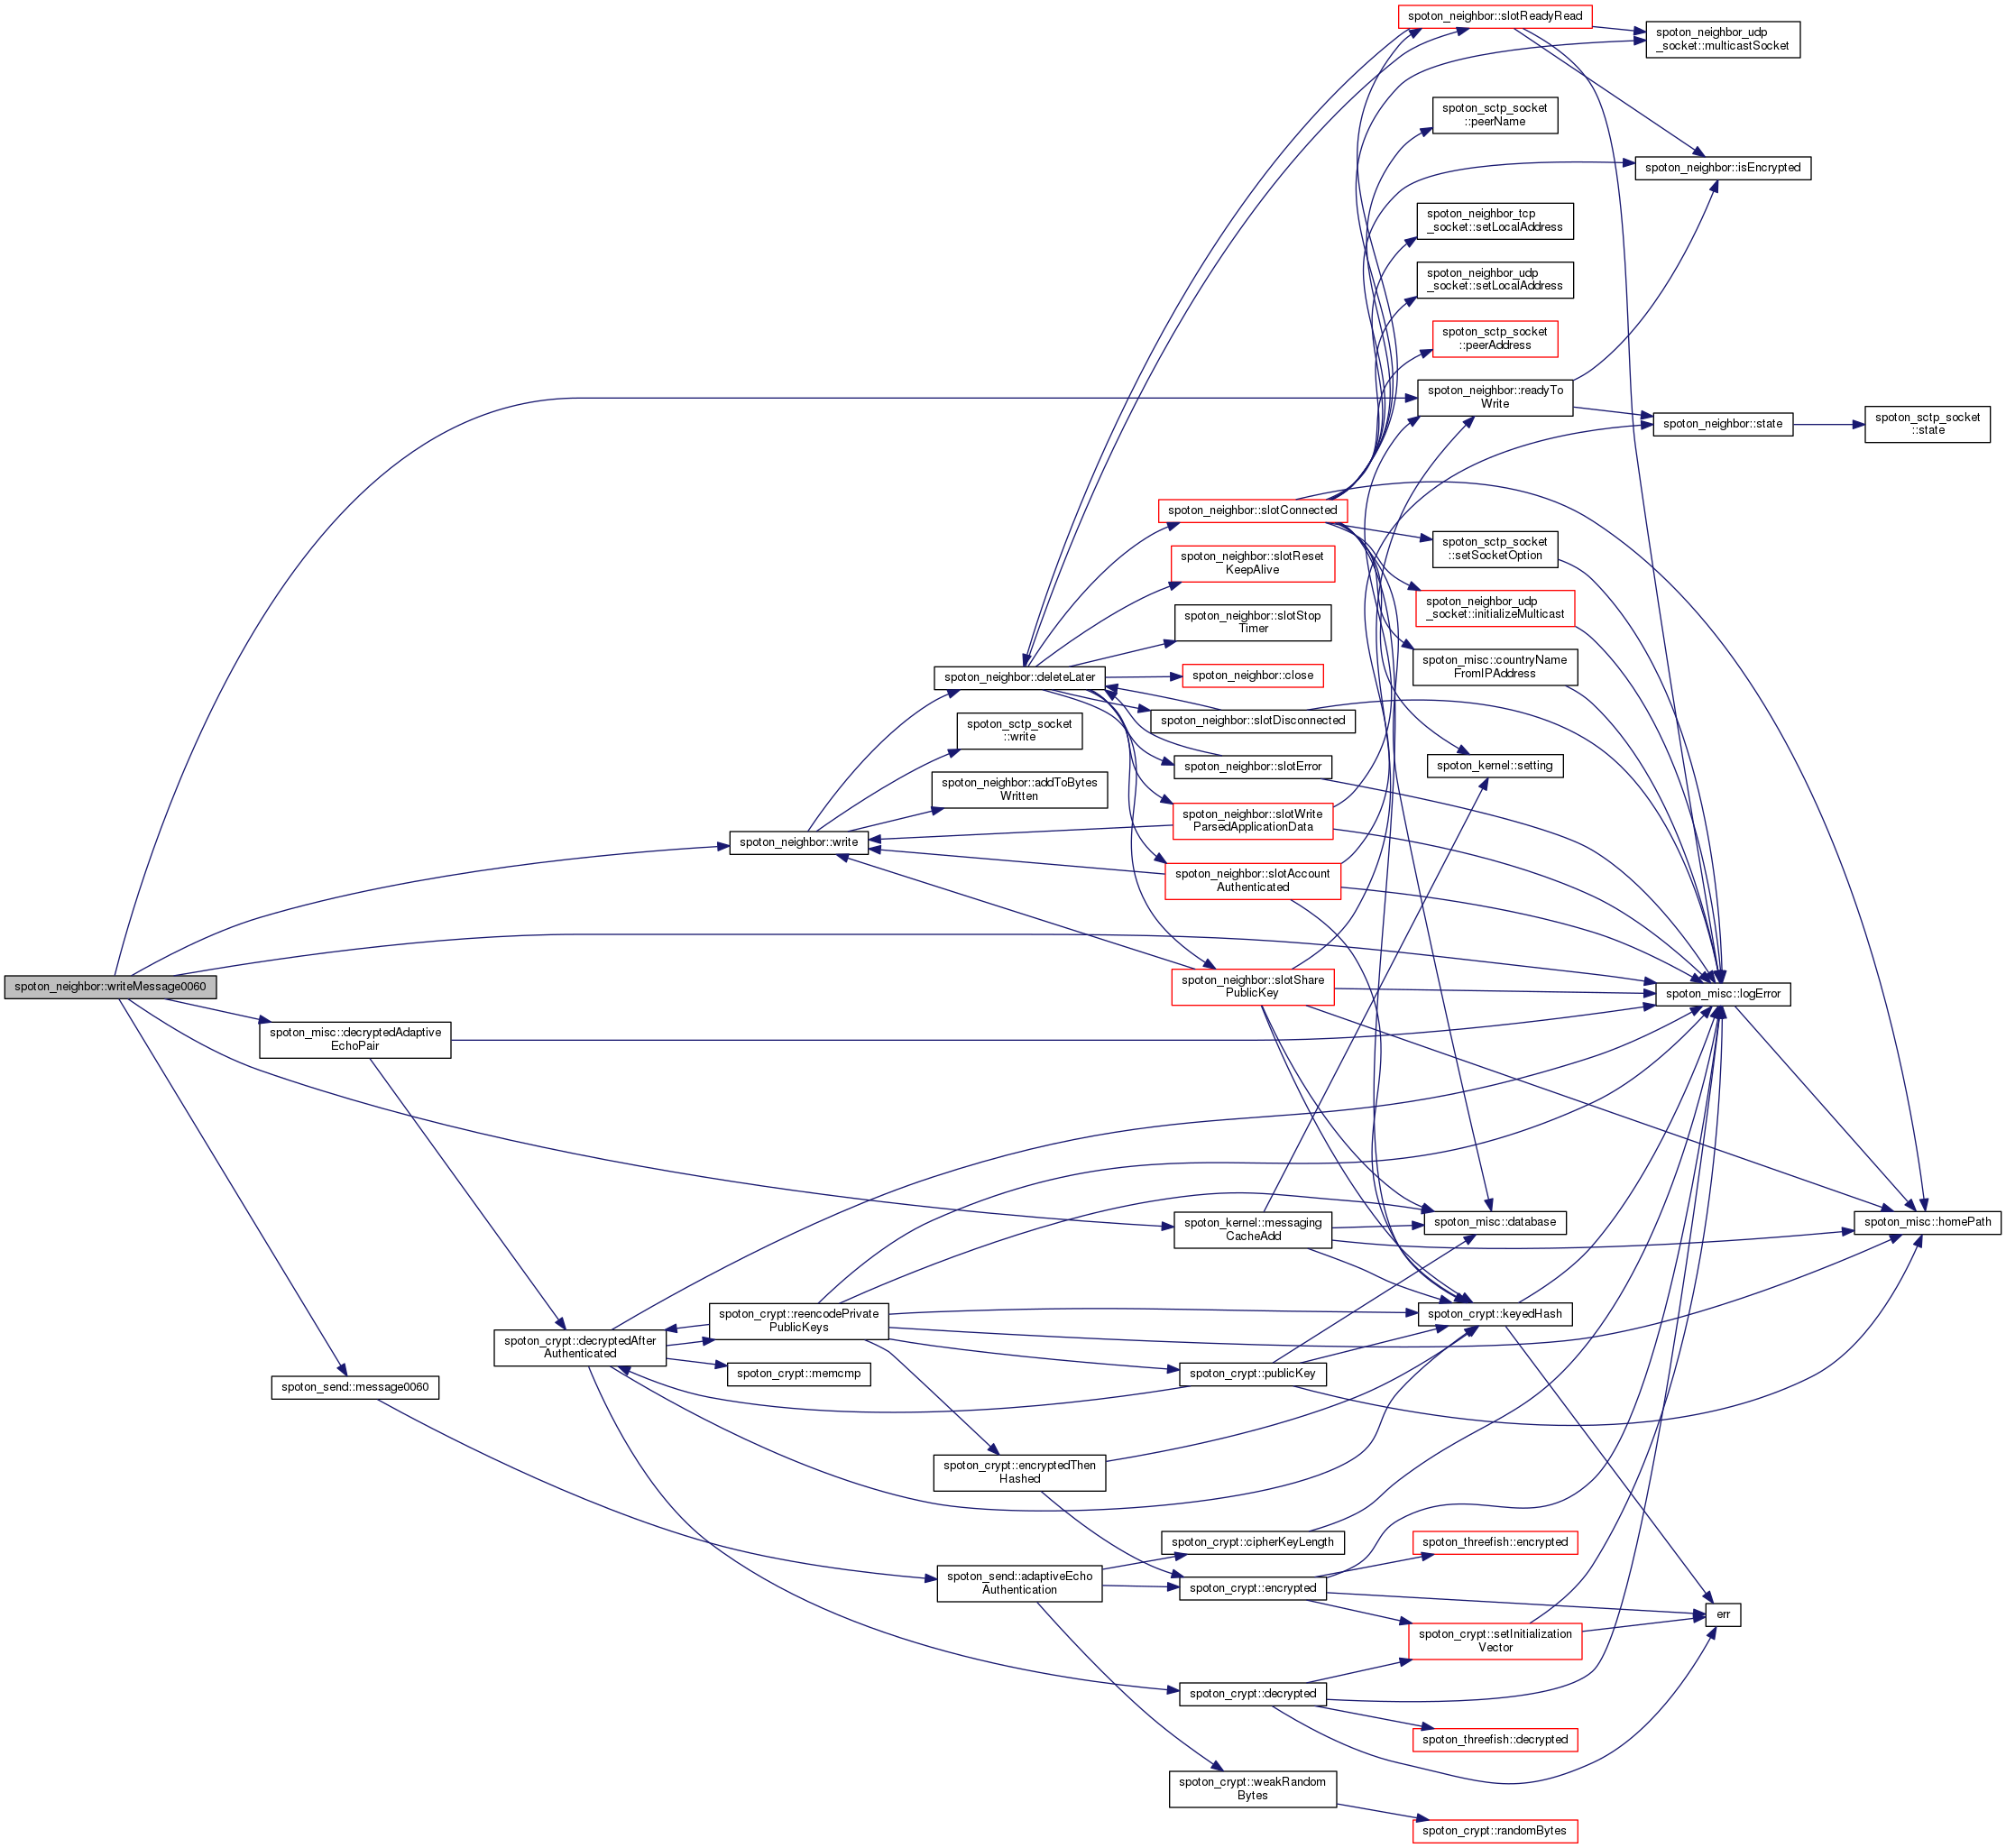 spoton_neighbor::slotReadyRead
spoton_neighbor_udp
_socket::multicastSocket
spoton_sctp_socket
::peerName
spoton_neighbor::isEncrypted
spoton_neighbor_tcp
_socket::setLocalAddress
spoton_neighbor_udp
_socket::setLocalAddress
spoton_sctp_socket
::peerAddress
spoton_neighbor::readyTo
Write
spoton_neighbor::state
spoton_sctp_socket
::state
spoton_neighbor::slotConnected
spoton_sctp_socket
::setSocketOption
spoton_neighbor::slotReset
KeepAlive
spoton_neighbor_udp
_socket::initializeMulticast
spoton_neighbor::slotStop
Timer
spoton_misc::countryName
FromIPAddress
spoton_neighbor::deleteLater
spoton_neighbor::close
spoton_sctp_socket
::write
spoton_neighbor::slotDisconnected
spoton_neighbor::slotError
spoton_kernel::setting
spoton_neighbor::addToBytes
Written
spoton_neighbor::slotWrite
ParsedApplicationData
spoton_neighbor::write
spoton_neighbor::slotAccount
Authenticated
spoton_neighbor::writeMessage0060
spoton_neighbor::slotShare
PublicKey
spoton_misc::logError
spoton_misc::decryptedAdaptive
EchoPair
spoton_kernel::messaging
CacheAdd
spoton_misc::database
spoton_misc::homePath
spoton_crypt::reencodePrivate
PublicKeys
spoton_crypt::keyedHash
spoton_crypt::decryptedAfter
Authenticated
spoton_crypt::memcmp
spoton_crypt::publicKey
spoton_send::message0060
spoton_crypt::encryptedThen
Hashed
spoton_crypt::cipherKeyLength
spoton_threefish::encrypted
spoton_send::adaptiveEcho
Authentication
spoton_crypt::encrypted
err
spoton_crypt::setInitialization
Vector
spoton_crypt::decrypted
spoton_threefish::decrypted
spoton_crypt::weakRandom
Bytes
spoton_crypt::randomBytes